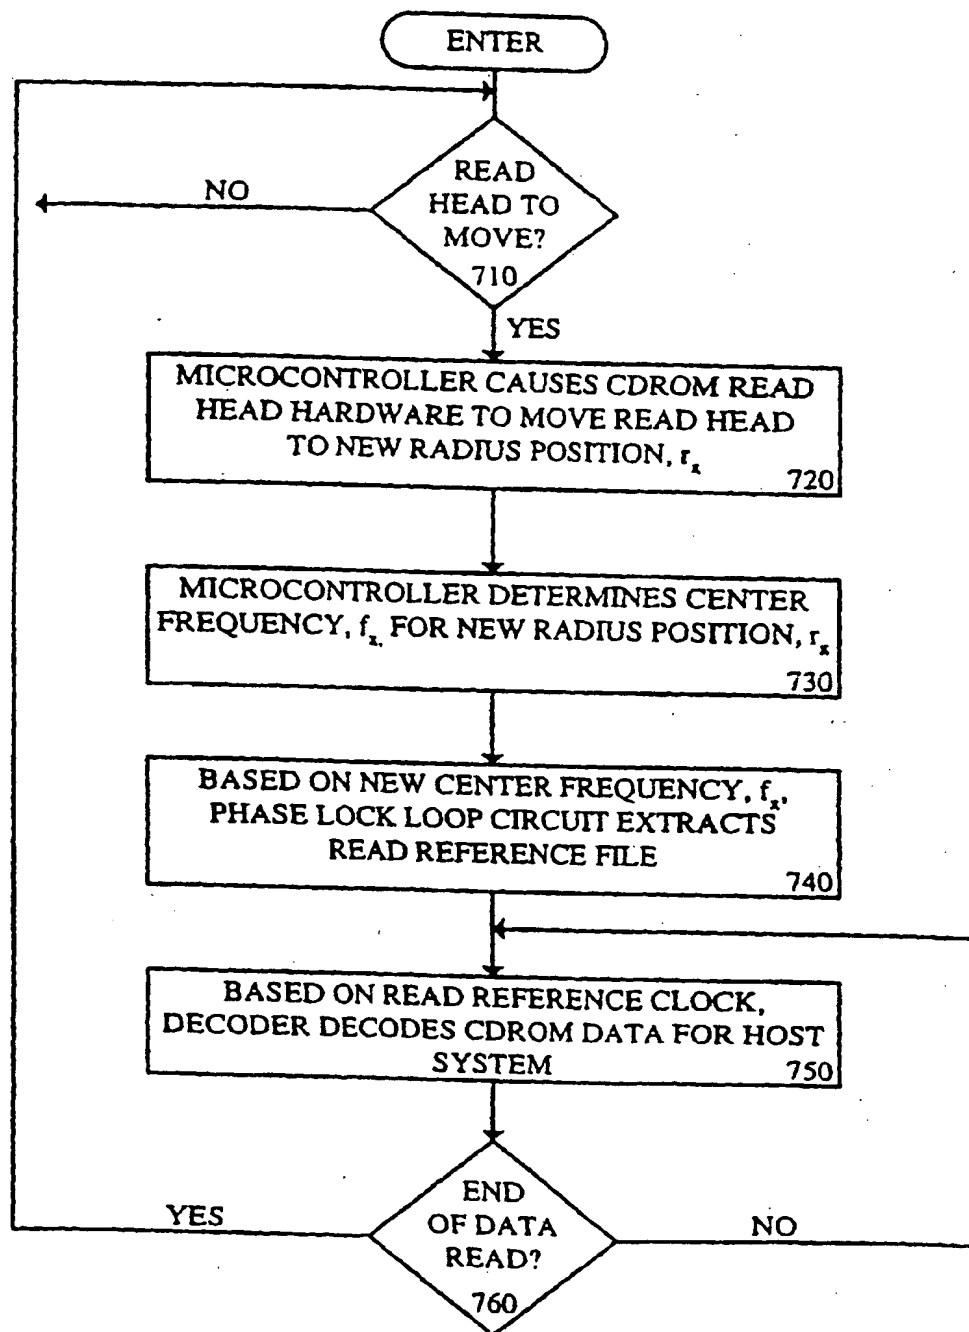 ENTER
READ
HEAD TO
MOVE?
710
NO
YES
MICROCONTROLLER CAUSES CDROM READ
HEAD HARDWARE TO MOVE READ HEAD
TO NEW RADIUS POSITION, rₓ
720
MICROCONTROLLER DETERMINES CENTER
FREQUENCY, fₓ, FOR NEW RADIUS POSITION, rₓ
730
BASED ON NEW CENTER FREQUENCY, fₓ,
PHASE LOCK LOOP CIRCUIT EXTRACTS
READ REFERENCE FILE
740
BASED ON READ REFERENCE CLOCK,
DECODER DECODES CDROM DATA FOR HOST
SYSTEM
750
END
OF DATA
READ?
760
YES
NO